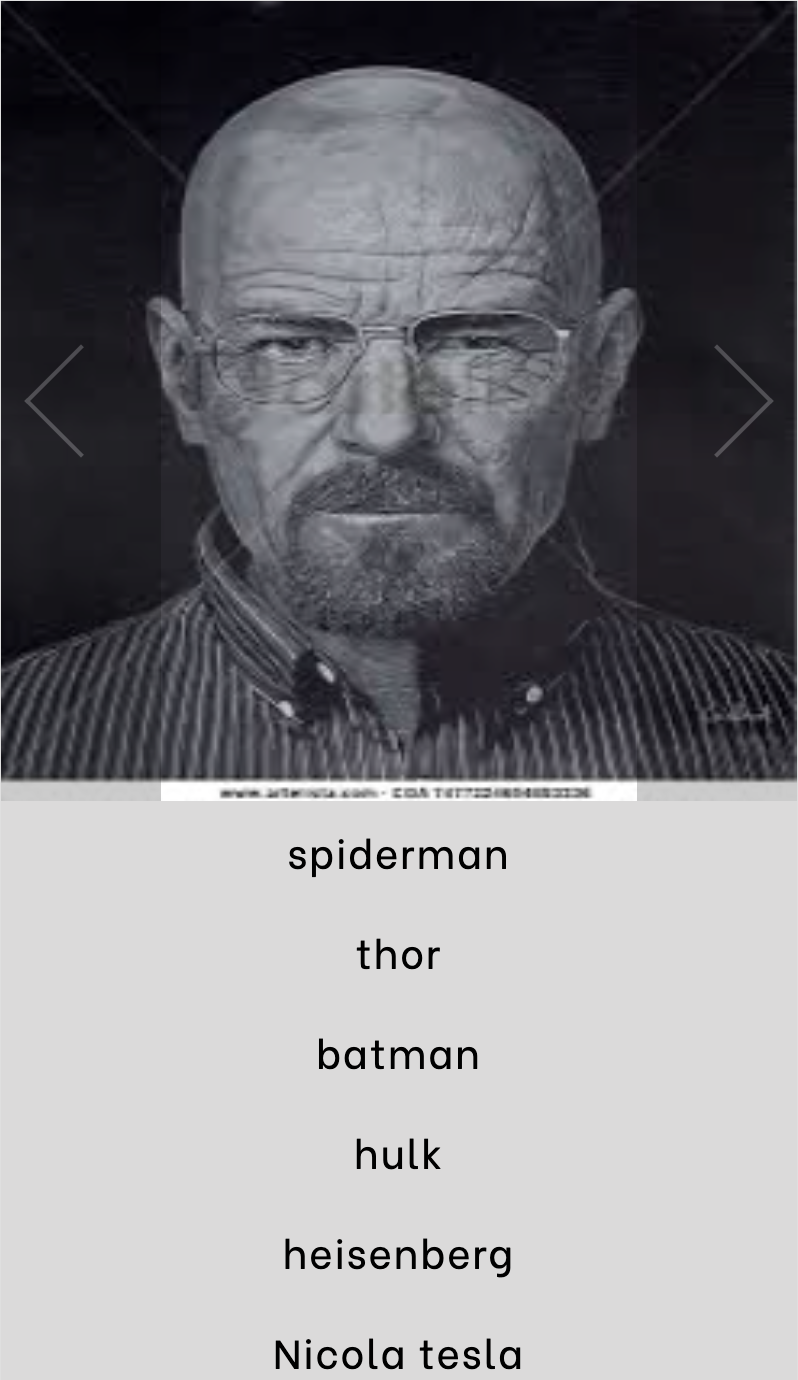 spiderman
thor
batman
hulk
heisenberg
Nicola tesla